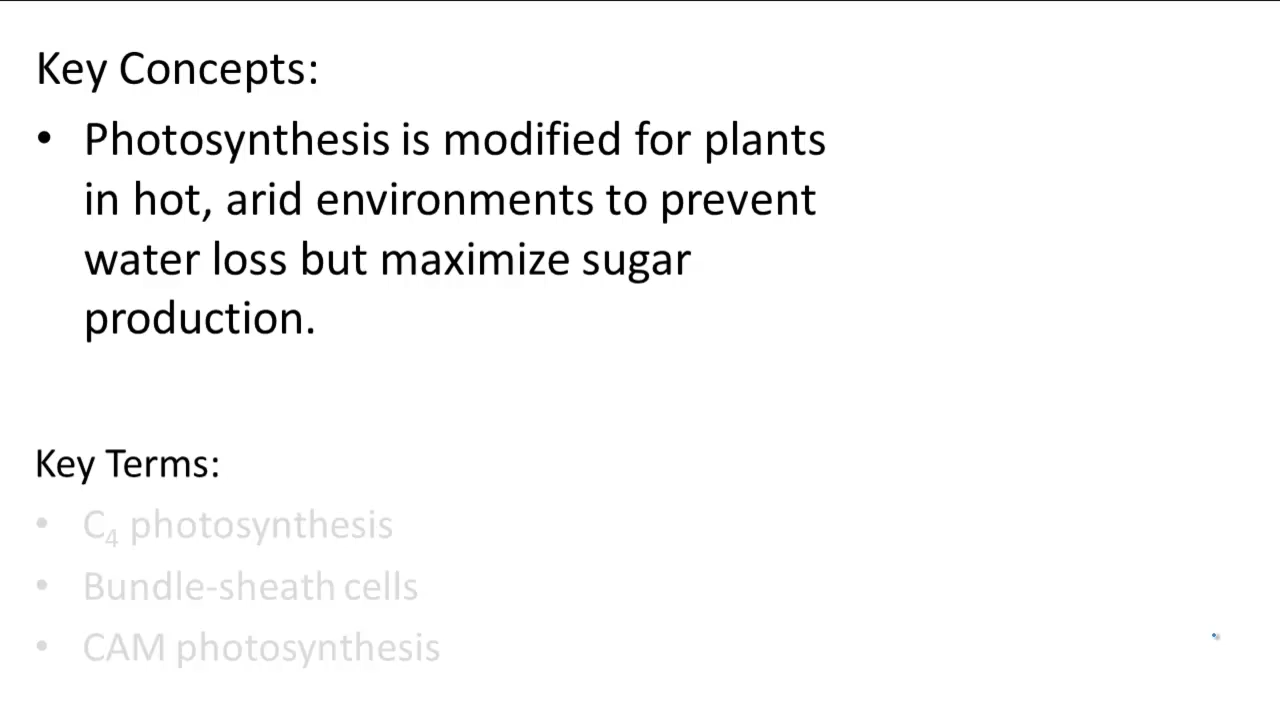 Key Concepts:
• Photosynthesis is modified for plants
in hot, arid environments to prevent
water loss but maximize sugar
production.
Key Terms:
• C₄ photosynthesis
• Bundle-sheath cells
• CAM photosynthesis